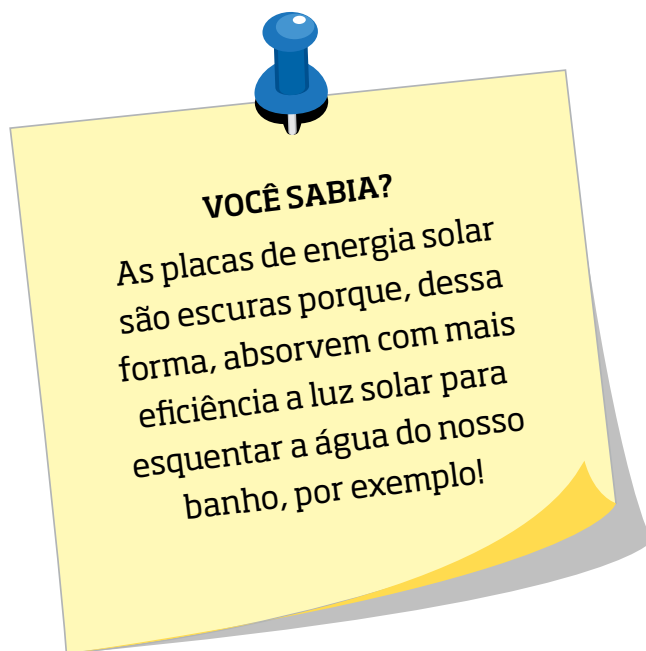 VOCÊ SABIA?
As placas de energia solar
são escuras porque, dessa
forma, absorvem com mais
eficiência a luz solar para
esquentar a água do nosso
banho, por exemplo!